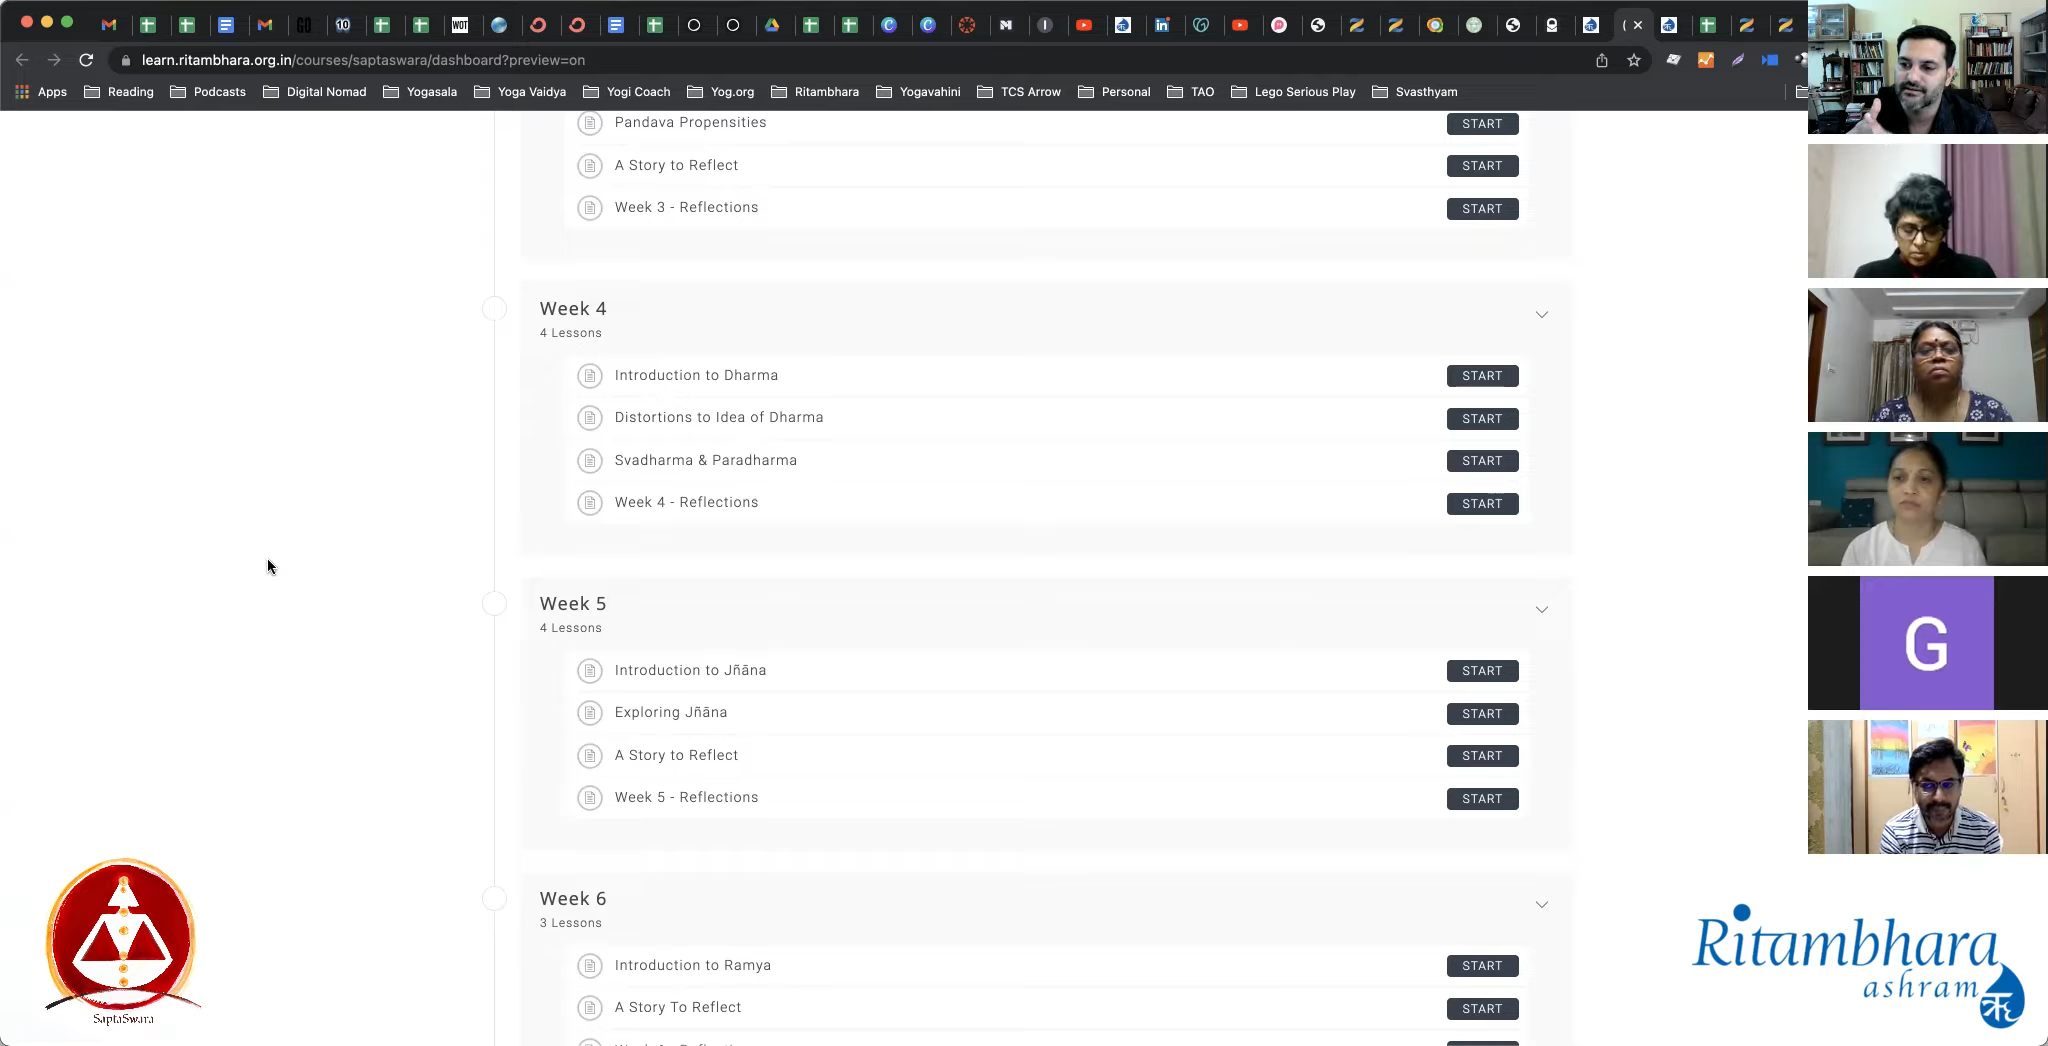 GO
10
WOT
learn.ritambhara.org.in/courses/saptaswara/dashboard?preview=on
Apps Reading Podcasts Digital Nomad Yogasala Yoga Vaidya Yogi Coach Yog.org Ritambhara Yogavahini TCS Arrow Personal TAO Lego Serious Play Svasthyam
Pandava Propensities START
A Story to Reflect START
Week 3 - Reflections START
Week 4
4 Lessons
Introduction to Dharma START
Distortions to Idea of Dharma START
Svadharma & Paradharma START
Week 4 - Reflections START
Week 5
4 Lessons
Introduction to Jñāna START
Exploring Jñāna START
A Story to Reflect START
Week 5 - Reflections START
Week 6
3 Lessons
Introduction to Ramya START
A Story To Reflect START
G
SaptaSwara
Ritambhara
ashram